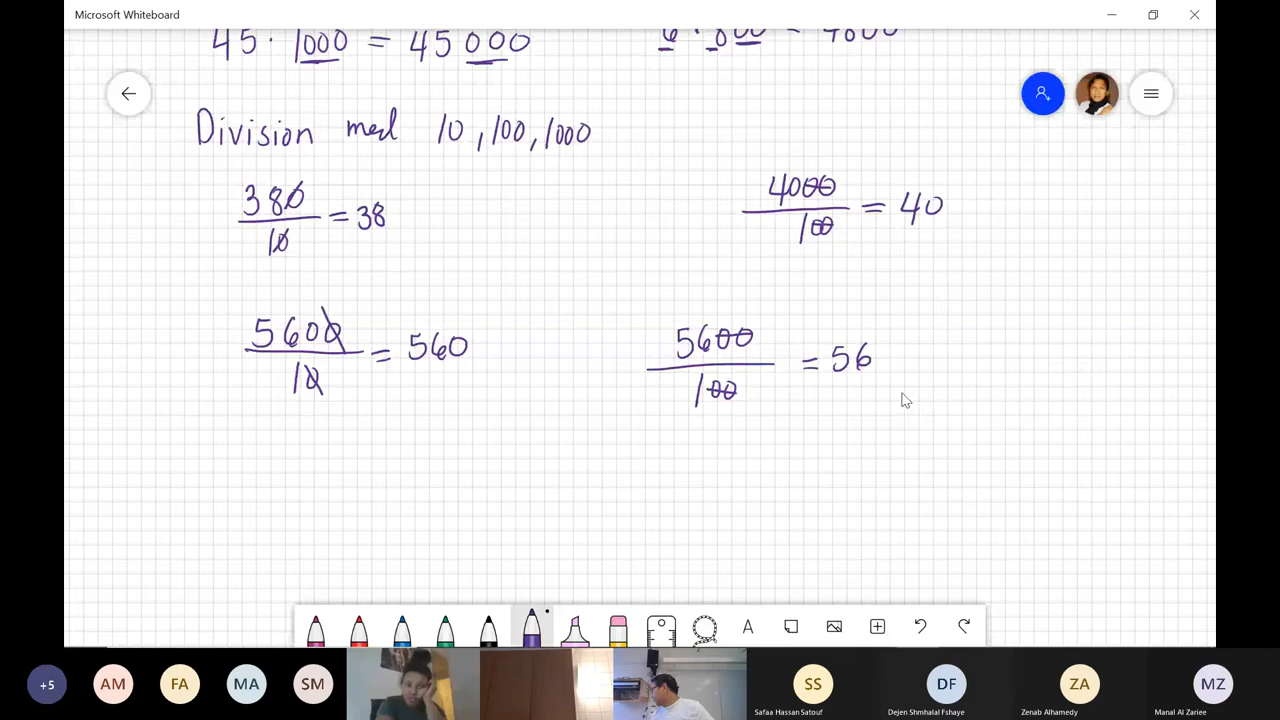 Microsoft Whiteboard
45 · 1000 = 45 000
Division med 10, 100, 1000
380/10 = 38
4000/100 = 40
5600/10 = 560
5600/100 = 56
A
+5 AM FA MA SM SS DF ZA MZ
Safaa Hassan Satouf Dejen Shmhalal Fshaye Zenab Alhamedy Manal Al Zariee